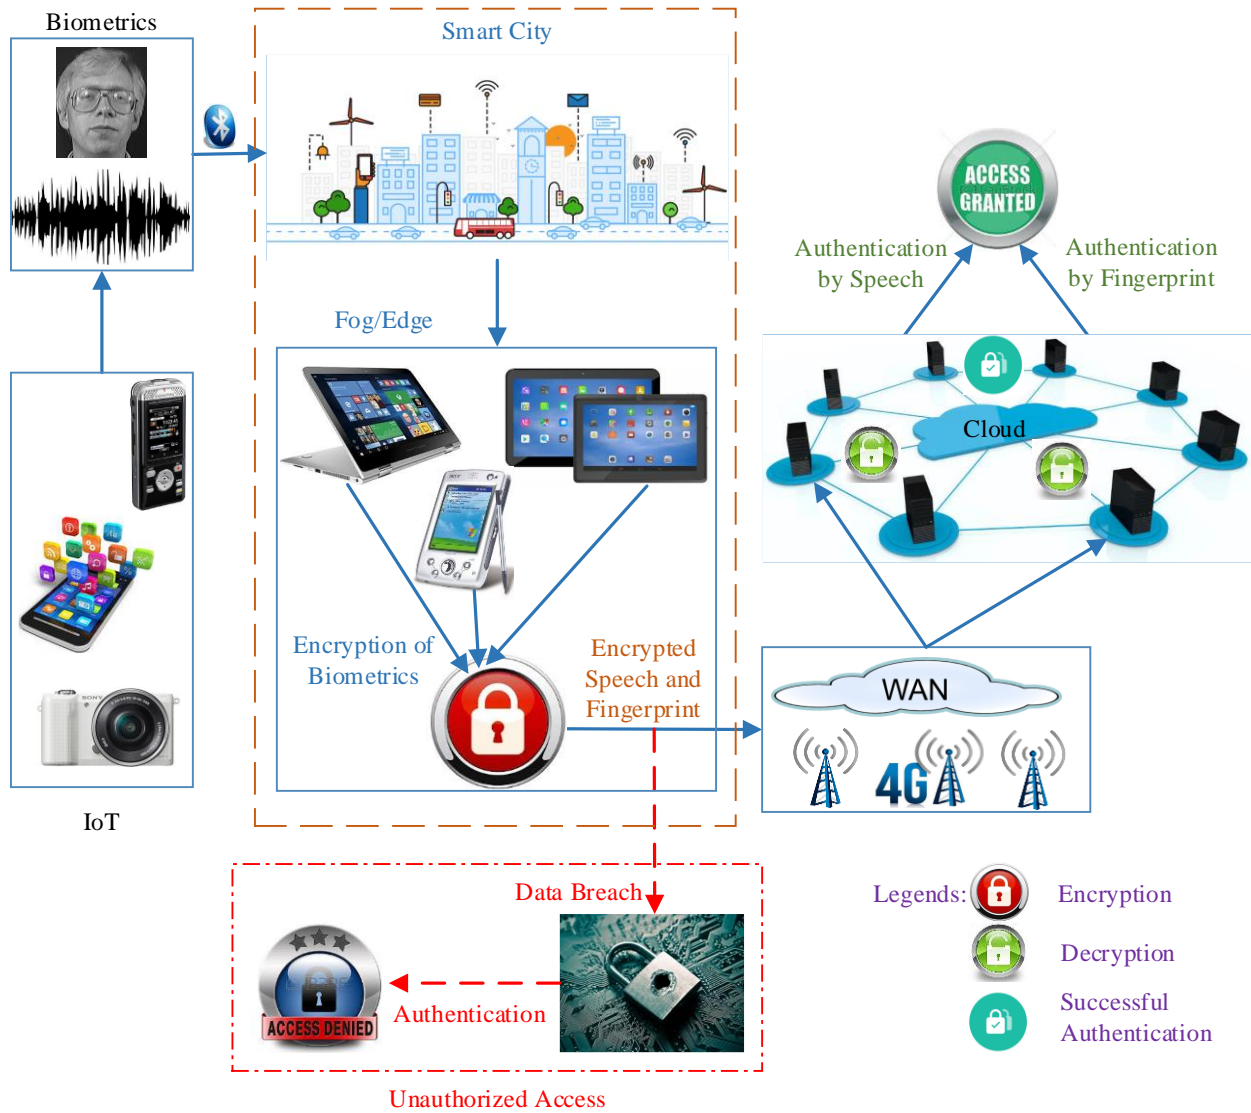 Biometrics
Smart City
ACCESS
GRANTED
Authentication
by Speech
Authentication
by Fingerprint
Fog/Edge
Cloud
Encryption of
Biometrics
Encrypted
Speech and
Fingerprint
WAN
4G
SONY
IoT
Data Breach
Authentication
ACCESS DENIED
Unauthorized Access
Legends:
Encryption
Decryption
Successful
Authentication